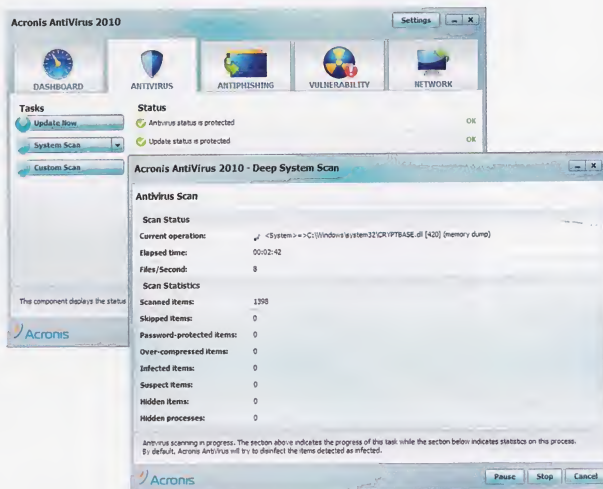 Acronis AntiVirus 2010
Settings
DASHBOARD
ANTIVIRUS
ANTIPHISHING
VULNERABILITY
NETWORK
Tasks
Update Now
System Scan
Custom Scan
Status
Antivirus status is protected OK
Update status is protected OK
This component displays the status
Acronis
Acronis AntiVirus 2010 - Deep System Scan
Antivirus Scan
Scan Status
Current operation: <System>=>C:\Windows\system32\CRYPTBASE.dll [420] (memory dump)
Elapsed time: 00:02:42
Files/Second: 8
Scan Statistics
Scanned items: 1398
Skipped items: 0
Password-protected items: 0
Over-compressed items: 0
Infected items: 0
Suspect items: 0
Hidden items: 0
Hidden processes: 0
Antivirus scanning in progress. The section above indicates the progress of this task while the section below indicates statistics on this process.
By default, Acronis AntiVirus will try to disinfect the items detected as infected.
Acronis
Pause
Stop
Cancel